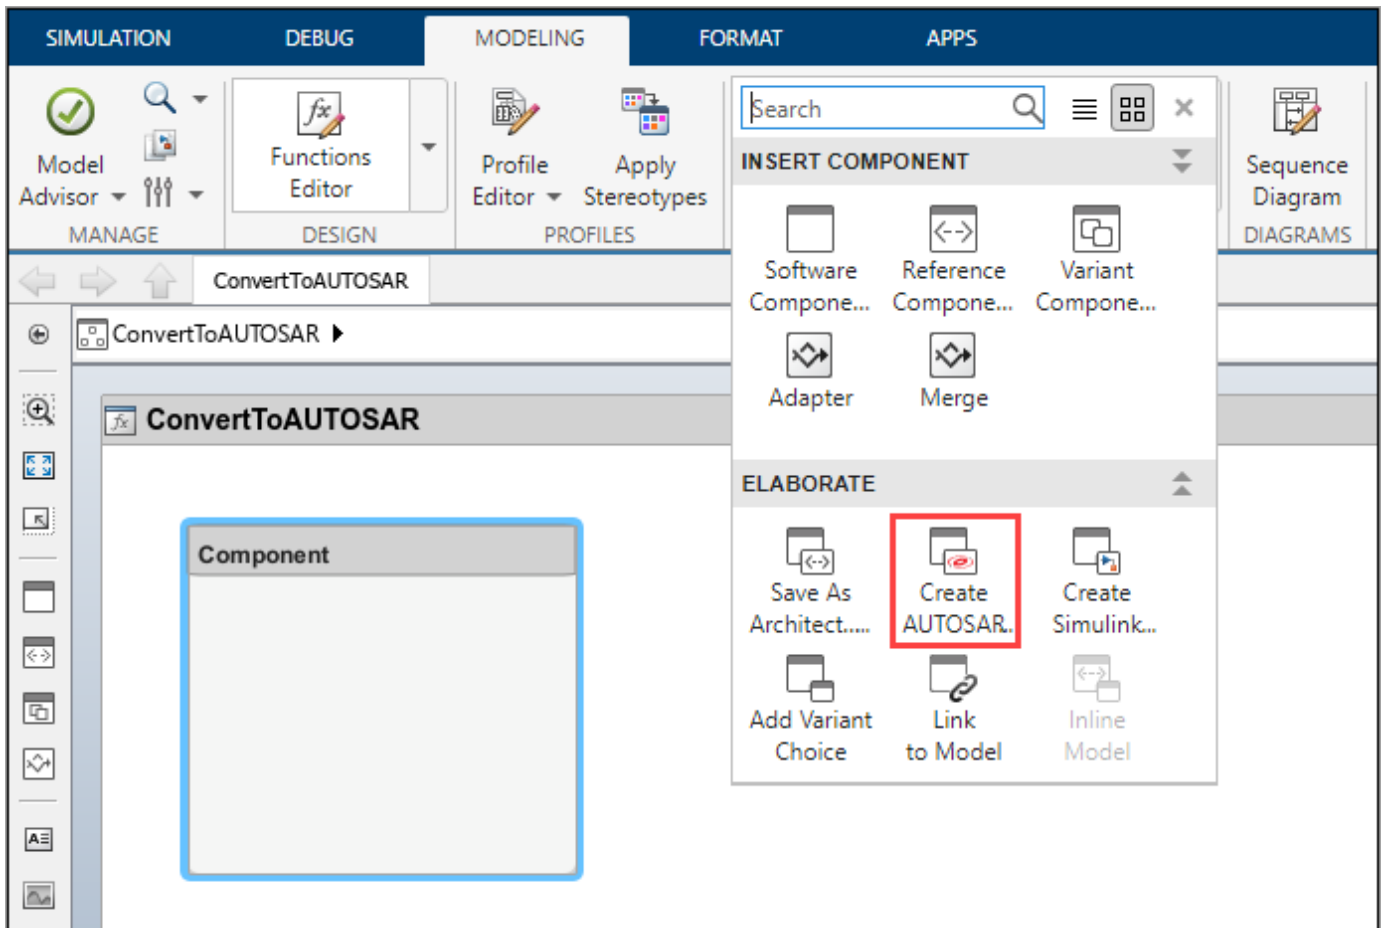 SIMULATION DEBUG MODELING FORMAT APPS
Model
Advisor
MANAGE
fx
Functions
Editor
DESIGN
Profile
Editor
Apply
Stereotypes
PROFILES
Search
INSERT COMPONENT
Software
Compone...
Reference
Compone...
Variant
Compone...
Adapter
Merge
ELABORATE
Save As
Architect.....
Create
AUTOSAR..
Create
Simulink...
Add Variant
Choice
Link
to Model
Inline
Model
Sequence
Diagram
DIAGRAMS
ConvertToAUTOSAR
ConvertToAUTOSAR
fx ConvertToAUTOSAR
Component
A